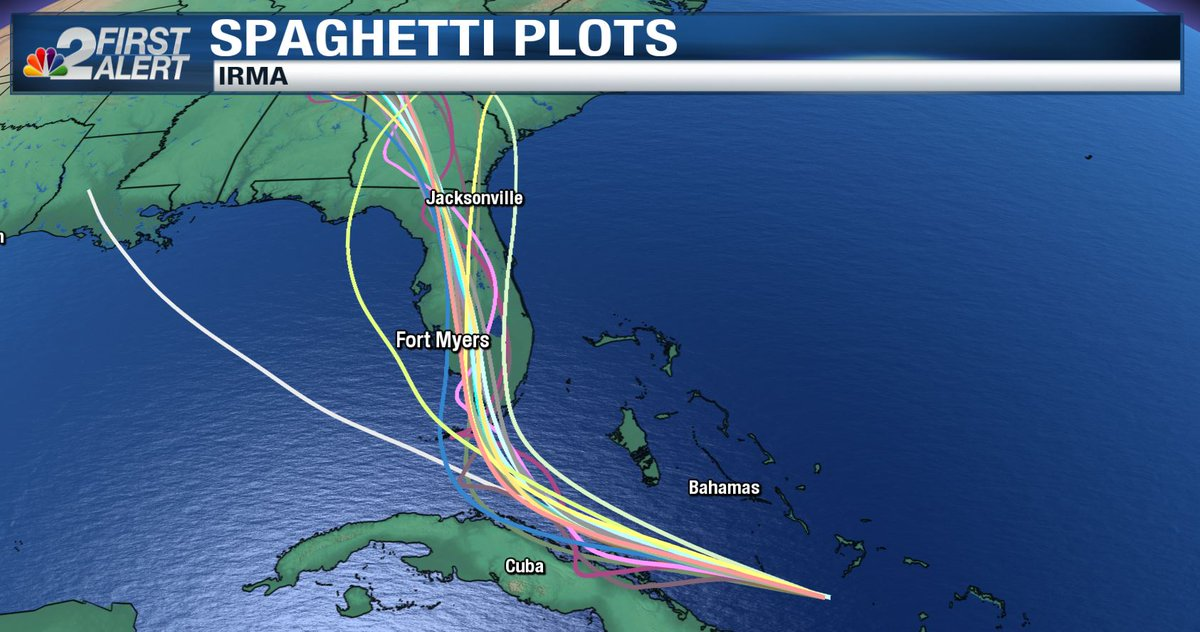 2 FIRST
ALERT
SPAGHETTI PLOTS
IRMA
Jacksonville
Fort Myers
Bahamas
Cuba